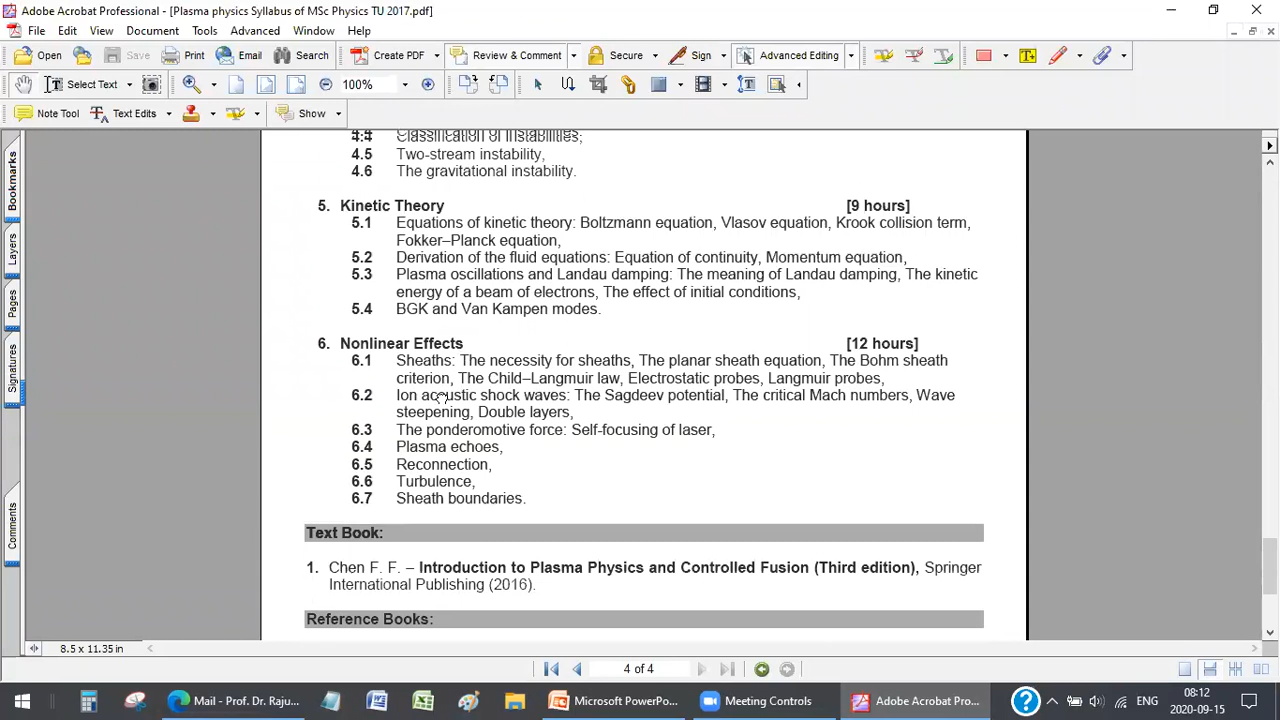 Adobe Acrobat Professional - [Plasma physics Syllabus of MSc Physics TU 2017.pdf]
File Edit View Document Tools Advanced Window Help
Open Save Print Email Search Create PDF Review & Comment Secure Sign Advanced Editing
Select Text 100%
Note Tool Text Edits Show
Bookmarks
Layers
Pages
Signatures
Comments
4.4 Classification of instabilities;
4.5 Two-stream instability,
4.6 The gravitational instability.
5. Kinetic Theory [9 hours]
5.1 Equations of kinetic theory: Boltzmann equation, Vlasov equation, Krook collision term,
Fokker–Planck equation,
5.2 Derivation of the fluid equations: Equation of continuity, Momentum equation,
5.3 Plasma oscillations and Landau damping: The meaning of Landau damping, The kinetic
energy of a beam of electrons, The effect of initial conditions,
5.4 BGK and Van Kampen modes.
6. Nonlinear Effects [12 hours]
6.1 Sheaths: The necessity for sheaths, The planar sheath equation, The Bohm sheath
criterion, The Child–Langmuir law, Electrostatic probes, Langmuir probes,
6.2 Ion acoustic shock waves: The Sagdeev potential, The critical Mach numbers, Wave
steepening, Double layers,
6.3 The ponderomotive force: Self-focusing of laser,
6.4 Plasma echoes,
6.5 Reconnection,
6.6 Turbulence,
6.7 Sheath boundaries.
Text Book:
1. Chen F. F. – Introduction to Plasma Physics and Controlled Fusion (Third edition), Springer
International Publishing (2016).
Reference Books:
8.5 x 11.35 in
4 of 4
Mail - Prof. Dr. Raju... Microsoft PowerPo... Meeting Controls Adobe Acrobat Pro... ENG 08:12
2020-09-15